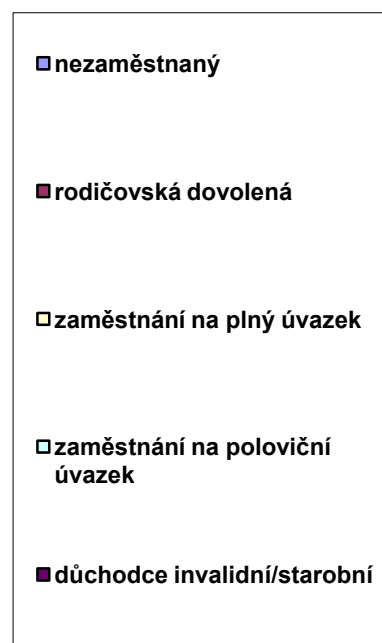 nezaměstnaný
rodičovská dovolená
zaměstnání na plný úvazek
zaměstnání na poloviční
úvazek
důchodce invalidní/starobní